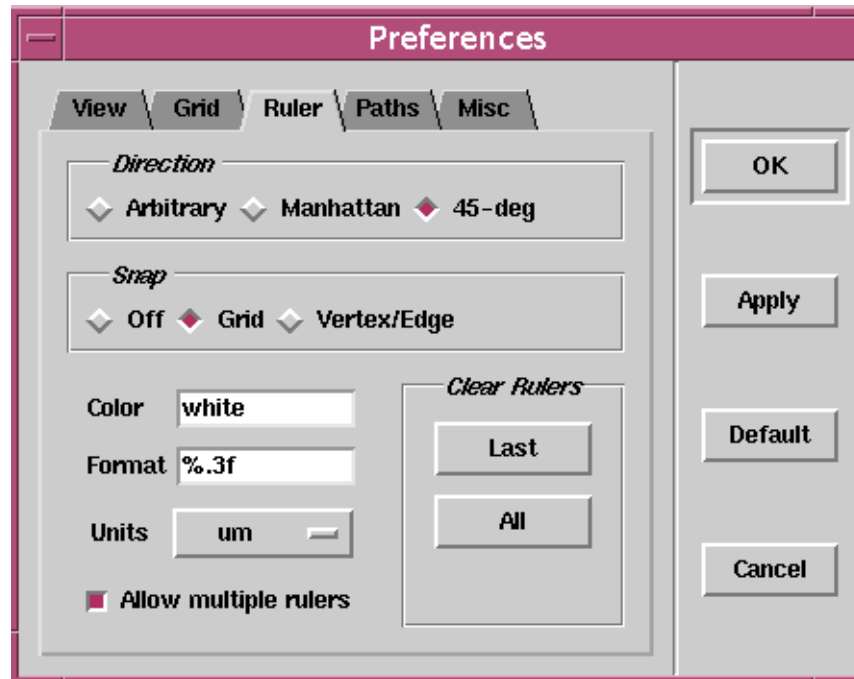 Preferences
View Grid Ruler Paths Misc
Direction
Arbitrary Manhattan 45-deg
Snap
Off Grid Vertex/Edge
Color white
Format %.3f
Units um
Allow multiple rulers
Clear Rulers
Last
All
OK
Apply
Default
Cancel